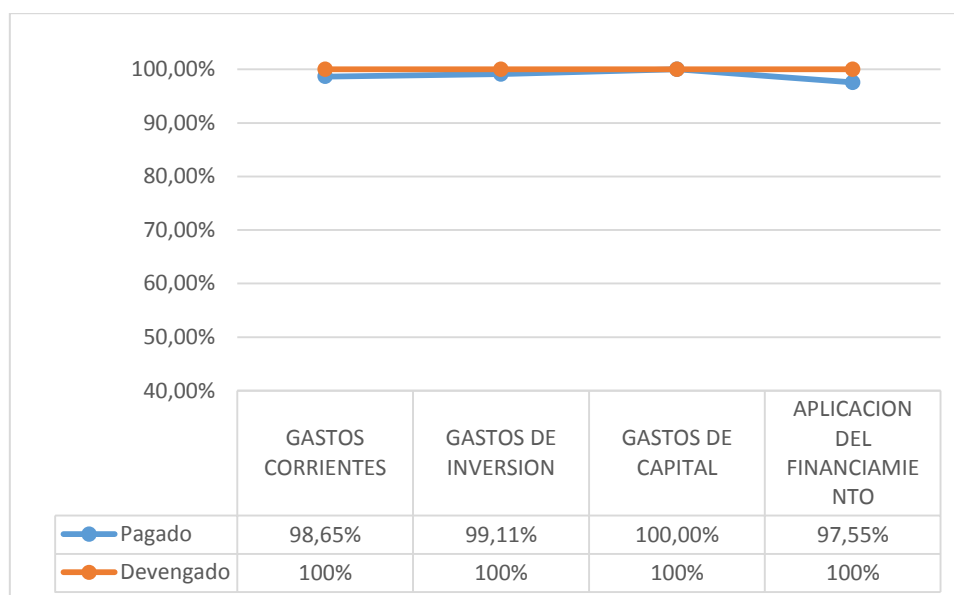 100,00%
90,00%
80,00%
70,00%
60,00%
50,00%
40,00%
GASTOS
CORRIENTES
GASTOS DE
INVERSION
GASTOS DE
CAPITAL
APLICACION
DEL
FINANCIAMIE
NTO
Pagado 98,65% 99,11% 100,00% 97,55%
Devengado 100% 100% 100% 100%